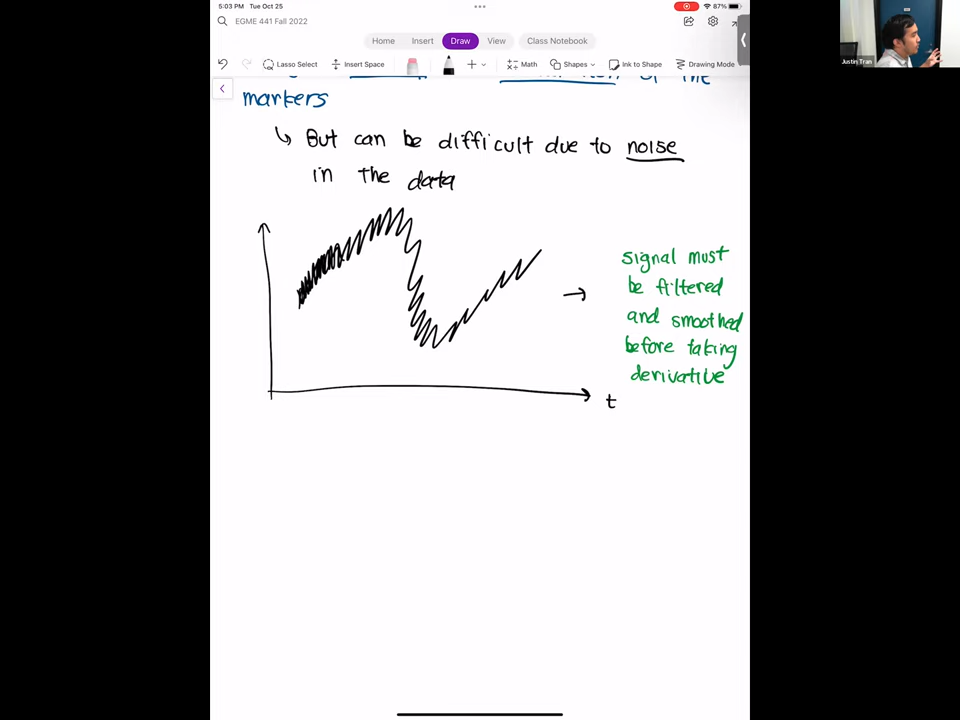 5:03 PM Tue Oct 25
87%
EGME 441 Fall 2022
Home Insert Draw View Class Notebook
Lasso Select Insert Space Math Shapes Ink to Shape Drawing Mode
Justin Tran
of the
markers
But can be difficult due to noise
in the data
signal must
be filtered
and smoothed
before taking
derivative
t